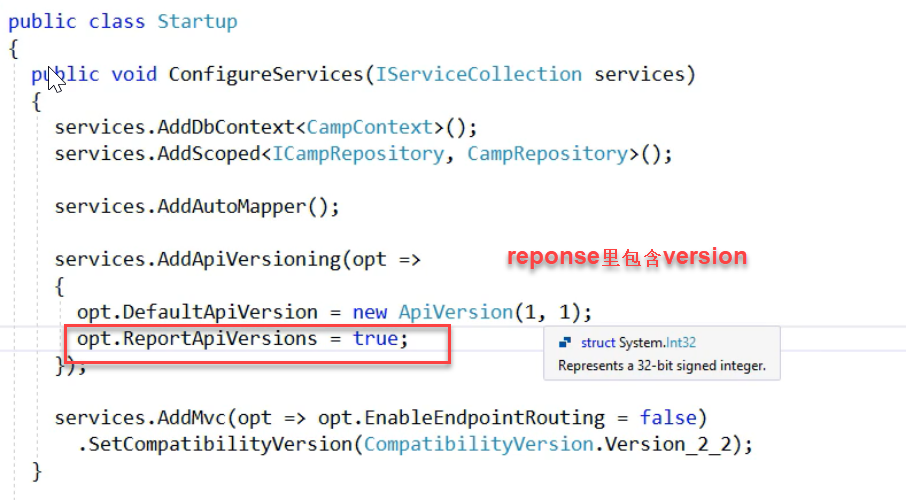 public class Startup
{
public void ConfigureServices(IServiceCollection services)
{
services.AddDbContext<CampContext>();
services.AddScoped<ICampRepository, CampRepository>();
services.AddAutoMapper();
services.AddApiVersioning(opt =>
reponse里包含version
{
opt.DefaultApiVersion = new ApiVersion(1, 1);
opt.ReportApiVersions = true;
struct System.Int32
Represents a 32-bit signed integer.
});
services.AddMvc(opt => opt.EnableEndpointRouting = false)
.SetCompatibilityVersion(CompatibilityVersion.Version_2_2);
}